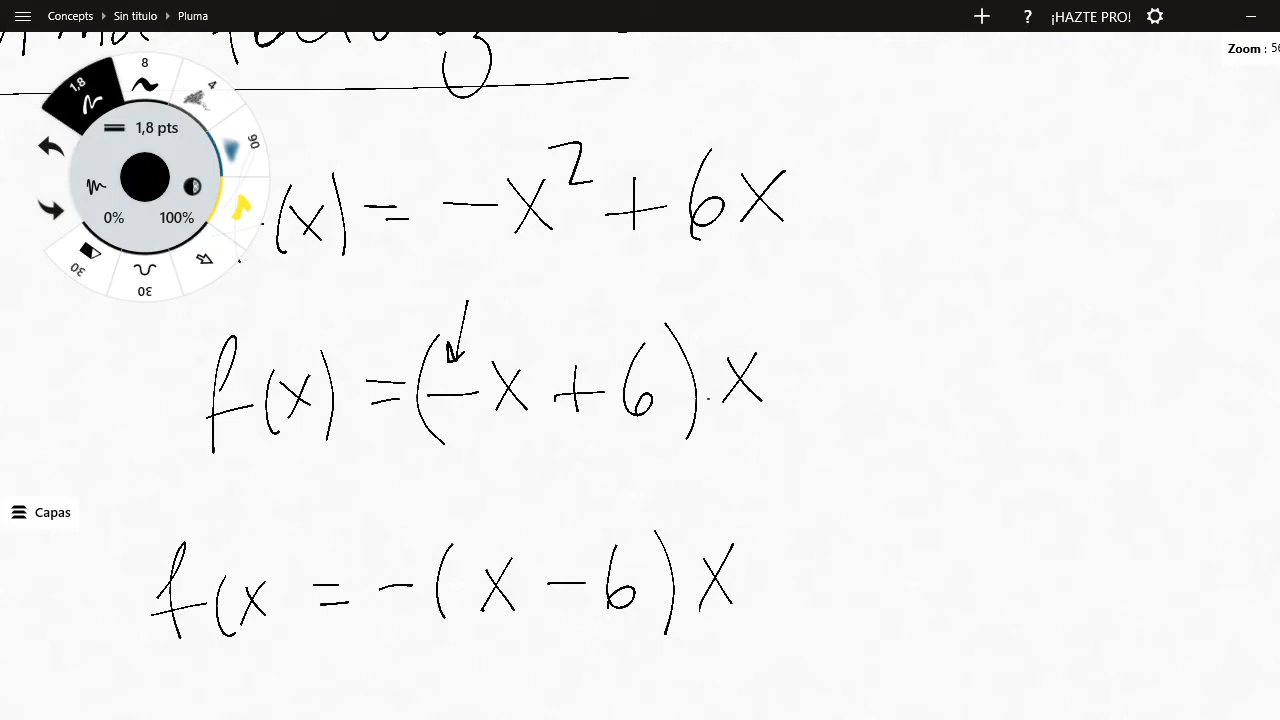 Concepts › Sin título › Pluma
+ ? ¡HAZTE PRO!
Zoom : 56
1,8 8 4
1,8 pts
90
0% 100%
30 30
(x) = -x² + 6x
f(x) = (-x + 6) . x
Capas
f(x = -(x - 6) x